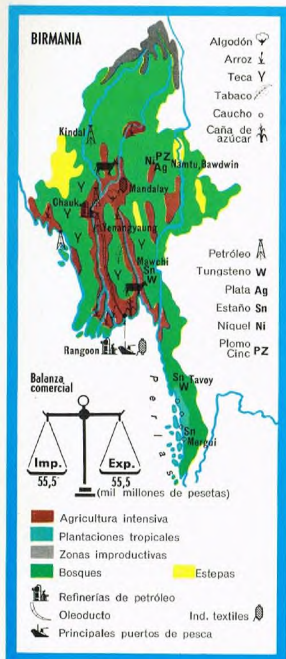 BIRMANIA
Algodón
Arroz
Teca Y
Tabaco
Caucho
Caña de
azúcar
Kindat
Ni PZ
Ag Namtu, Bawdwin
Y
Mandalay
Chauk
Y
Yenangyaung
Y
Y
Mawchi
Sn
W
Petróleo
Tungsteno W
Plata Ag
Estaño Sn
Níquel Ni
Plomo
Cinc PZ
Rangoon
Perlas
Sn
W Tavoy
Sn
Margui
Balanza
comercial
Imp. Exp.
55,5 55,5
(mil millones de pesetas)
Agricultura intensiva
Plantaciones tropicales
Zonas improductivas
Bosques Estepas
Refinerías de petróleo
Oleoducto Ind. textiles
Principales puertos de pesca